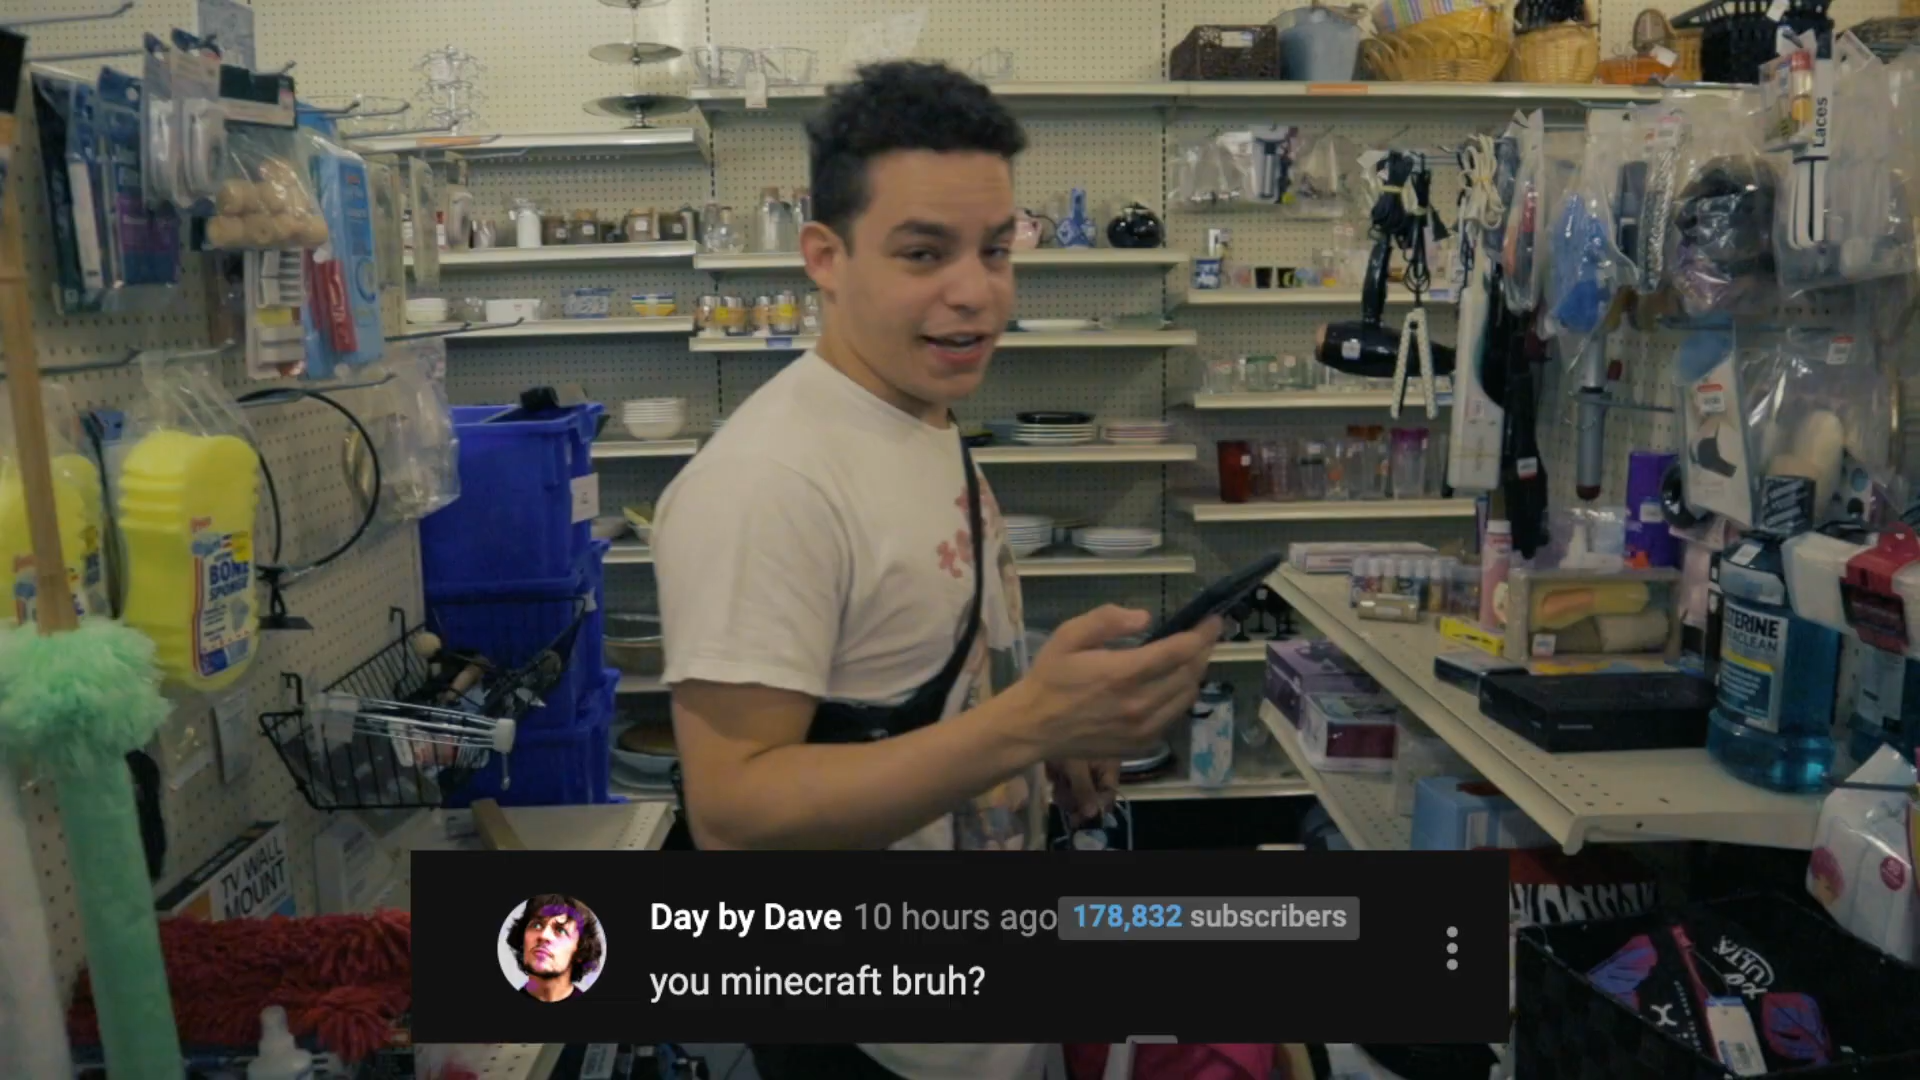 Laces
BONE
SPONGE
TV WALL
MOUNT
ULTA
Day by Dave 10 hours ago 178,832 subscribers
you minecraft bruh?